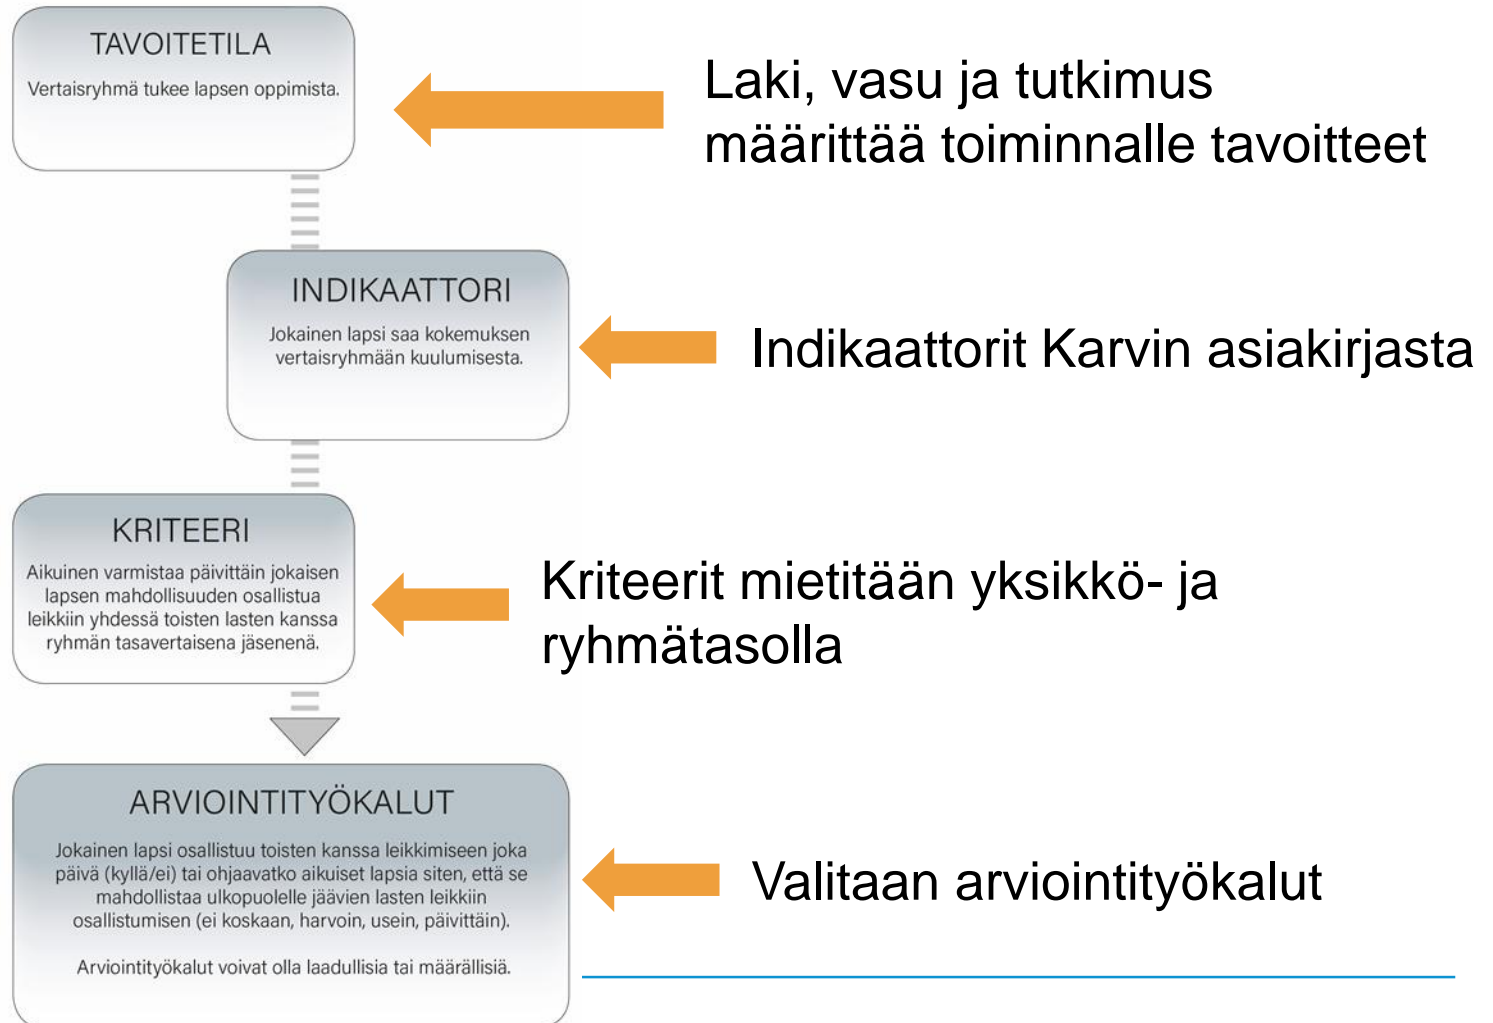 TAVOITETILA
Vertaisryhmä tukee lapsen oppimista.
Laki, vasu ja tutkimus
määrittää toiminnalle tavoitteet
INDIKAATTORI
Jokainen lapsi saa kokemuksen
vertaisryhmään kuulumisesta.
Indikaattorit Karvin asiakirjasta
KRITEERI
Aikuinen varmistaa päivittäin jokaisen
lapsen mahdollisuuden osallistua
leikkiin yhdessä toisten lasten kanssa
ryhmän tasavertaisena jäsenenä.
Kriteerit mietitään yksikkö- ja
ryhmätasolla
ARVIOINTITYÖKALUT
Jokainen lapsi osallistuu toisten kanssa leikkimiseen joka
päivä (kyllä/ei) tai ohjaavatko aikuiset lapsia siten, että se
mahdollistaa ulkopuolelle jäävien lasten leikkiin
osallistumisen (ei koskaan, harvoin, usein, päivittäin).
Arviointityökalut voivat olla laadullisia tai määrällisiä.
Valitaan arviointityökalut